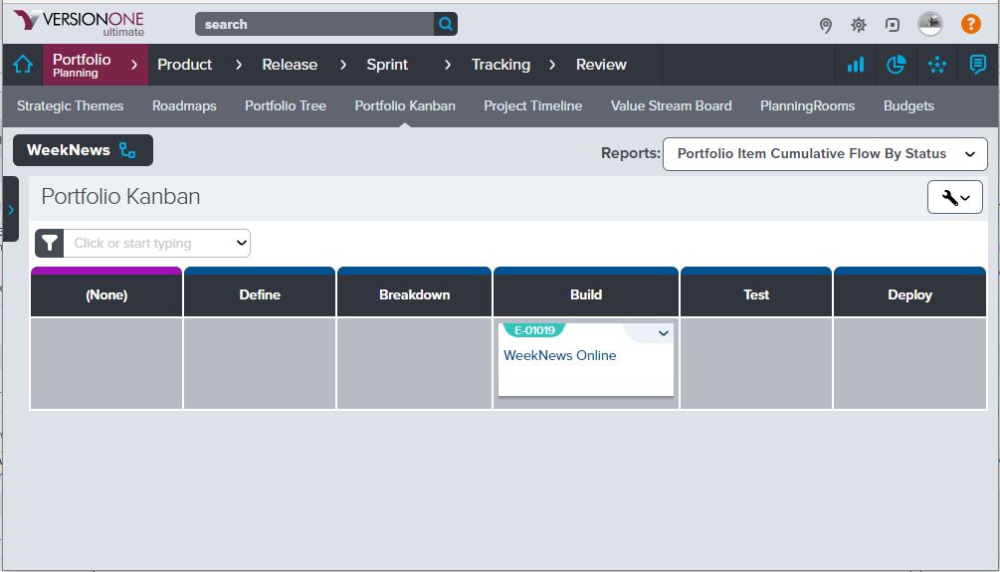 VERSIONONE
ultimate
search
?
Portfolio
Planning
Product
Release
Sprint
Tracking
Review
Strategic Themes
Roadmaps
Portfolio Tree
Portfolio Kanban
Project Timeline
Value Stream Board
PlanningRooms
Budgets
WeekNews
Reports:
Portfolio Item Cumulative Flow By Status
Portfolio Kanban
Click or start typing
(None)
Define
Breakdown
Build
Test
Deploy
E-01019
WeekNews Online